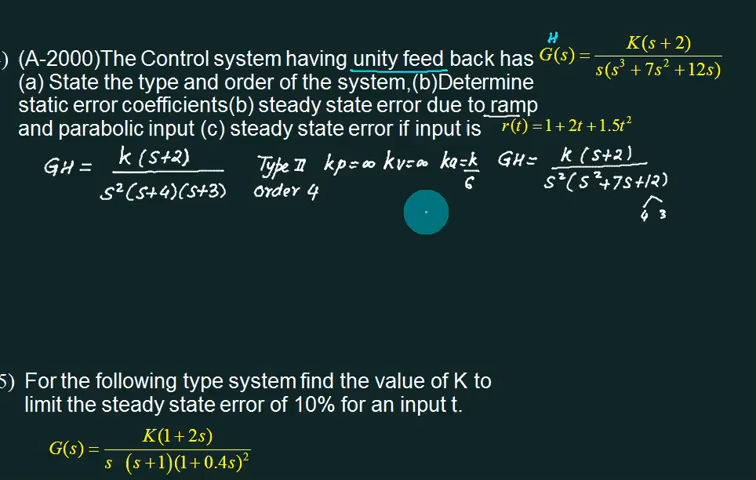 ) (A-2000)The Control system having unity feed back has G(s) = K(s+2) / s(s³+7s²+12s)
H
(a) State the type and order of the system,(b)Determine
static error coefficients(b) steady state error due to ramp
and parabolic input (c) steady state error if input is r(t) = 1+2t+1.5t²
GH = k(s+2) / s²(s+4)(s+3) Type II kp=∞ kv=∞ ka=k/6 GH= k(s+2) / s²(s²+7s+12)
order 4
4 3
5) For the following type system find the value of K to
limit the steady state error of 10% for an input t.
G(s) = K(1+2s) / s (s+1)(1+0.4s)²